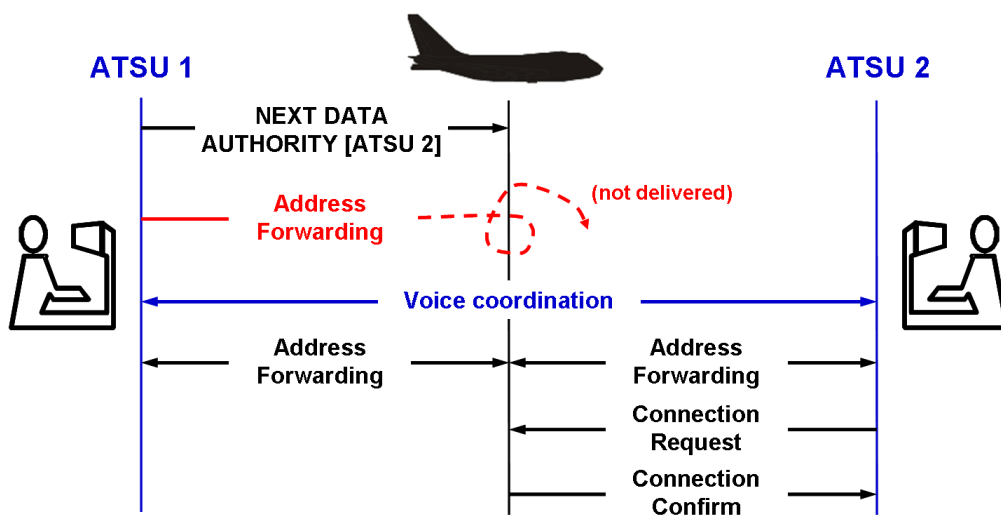 ATSU 1
ATSU 2
NEXT DATA
AUTHORITY [ATSU 2]
Address
Forwarding
(not delivered)
Voice coordination
Address
Forwarding
Address
Forwarding
Connection
Request
Connection
Confirm